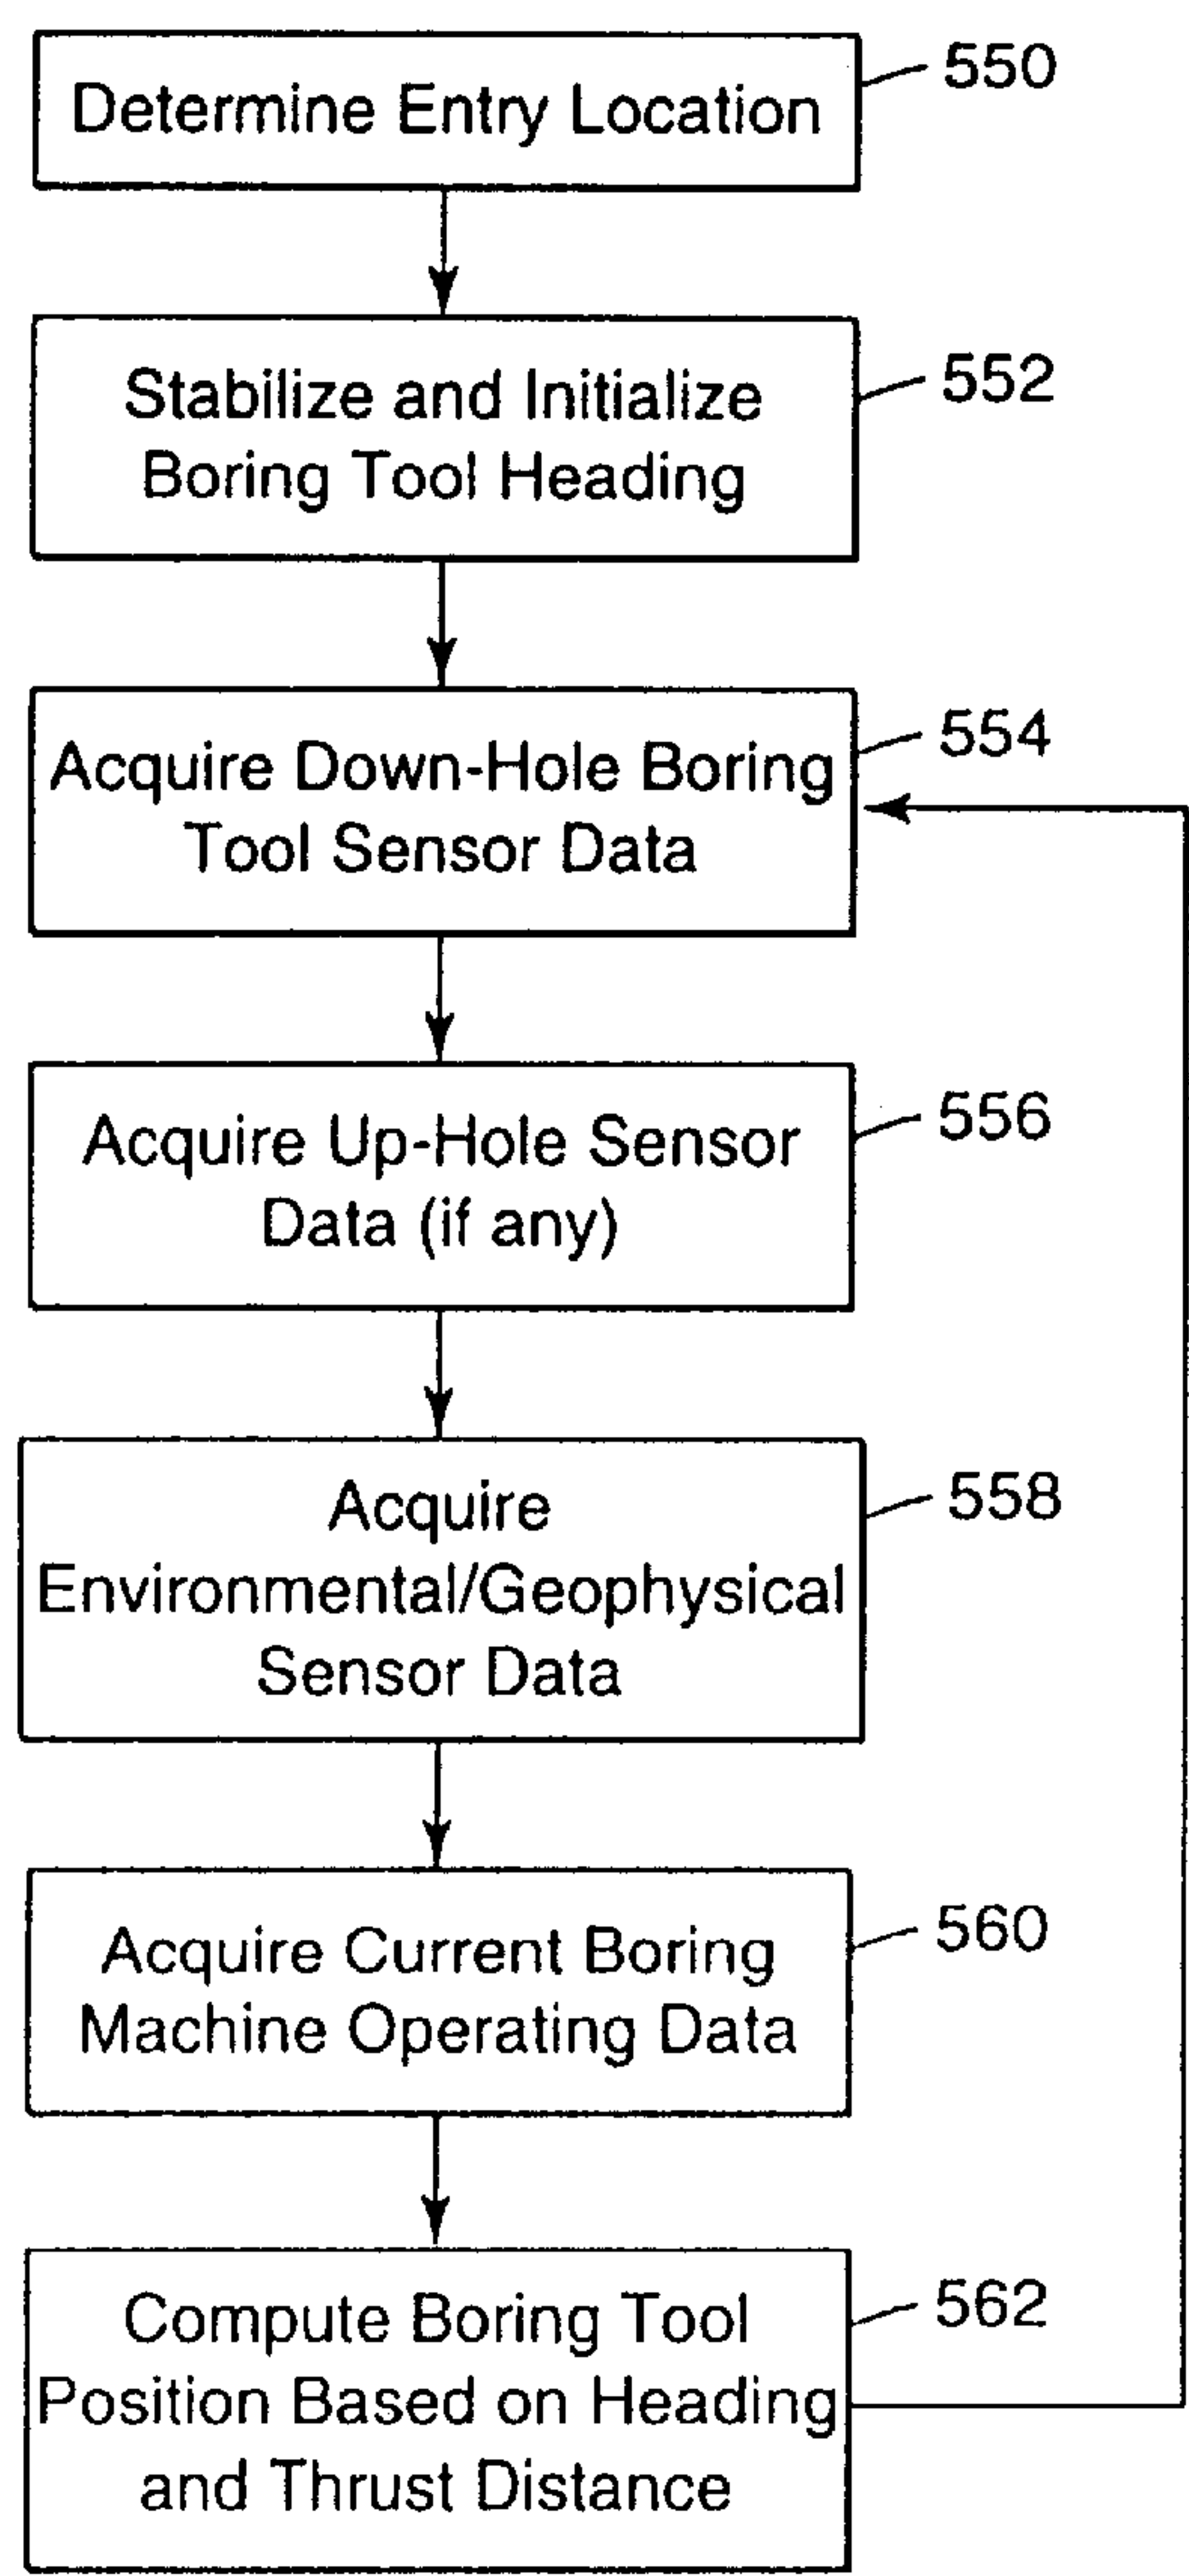 Determine Entry Location
550
Stabilize and Initialize
Boring Tool Heading
552
Acquire Down-Hole Boring
Tool Sensor Data
554
Acquire Up-Hole Sensor
Data (if any)
556
Acquire
Environmental/Geophysical
Sensor Data
558
Acquire Current Boring
Machine Operating Data
560
Compute Boring Tool
Position Based on Heading
and Thrust Distance
562